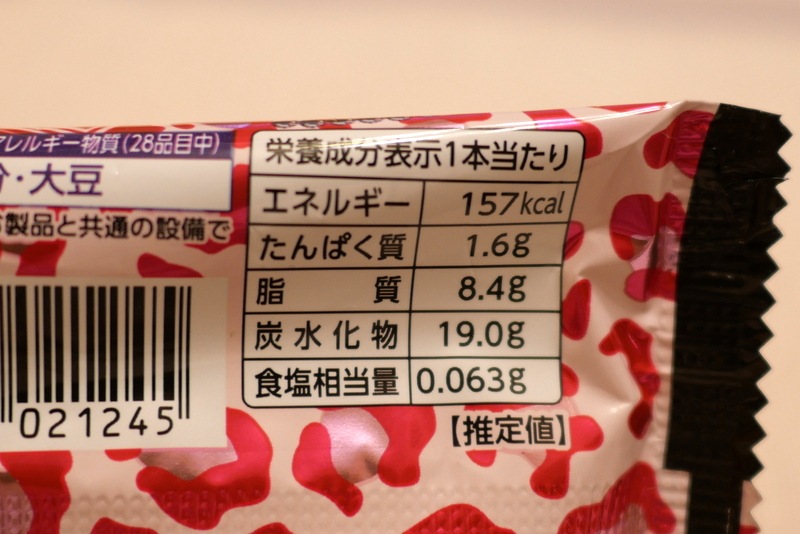 アレルギー物質(28品目中)
分・大豆
製品と共通の設備で
021245
栄養成分表示1本当たり
エネルギー 157kcal
たんぱく質 1.6g
脂質 8.4g
炭水化物 19.0g
食塩相当量 0.063g
【推定値】